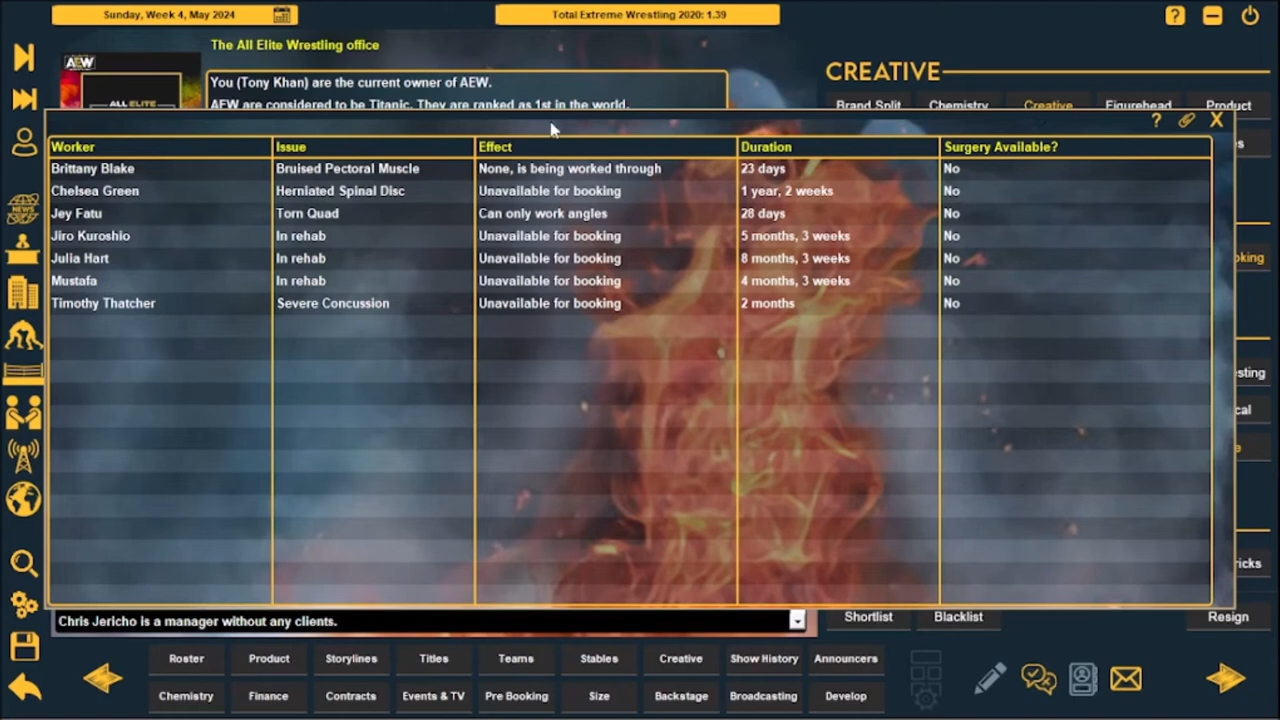 Sunday, Week 4, May 2024
Total Extreme Wrestling 2020: 1.39
?
The All Elite Wrestling office
AEW
ALL ELITE
You (Tony Khan) are the current owner of AEW.
AEW are considered to be Titanic. They are ranked as 1st in the world.
CREATIVE
Brand Split Chemistry Creative Figurehead Product
? X
Worker Issue Effect Duration Surgery Available?
Brittany Blake Bruised Pectoral Muscle None, is being worked through 23 days No
Chelsea Green Herniated Spinal Disc Unavailable for booking 1 year, 2 weeks No
Jey Fatu Torn Quad Can only work angles 28 days No
Jiro Kuroshio In rehab Unavailable for booking 5 months, 3 weeks No
Julia Hart In rehab Unavailable for booking 8 months, 3 weeks No
Mustafa In rehab Unavailable for booking 4 months, 3 weeks No
Timothy Thatcher Severe Concussion Unavailable for booking 2 months No
NEWS
oking
esting
cal
ricks
Chris Jericho is a manager without any clients.
Shortlist Blacklist Resign
Roster Product Storylines Titles Teams Stables Creative Show History Announcers
Chemistry Finance Contracts Events & TV Pre Booking Size Backstage Broadcasting Develop